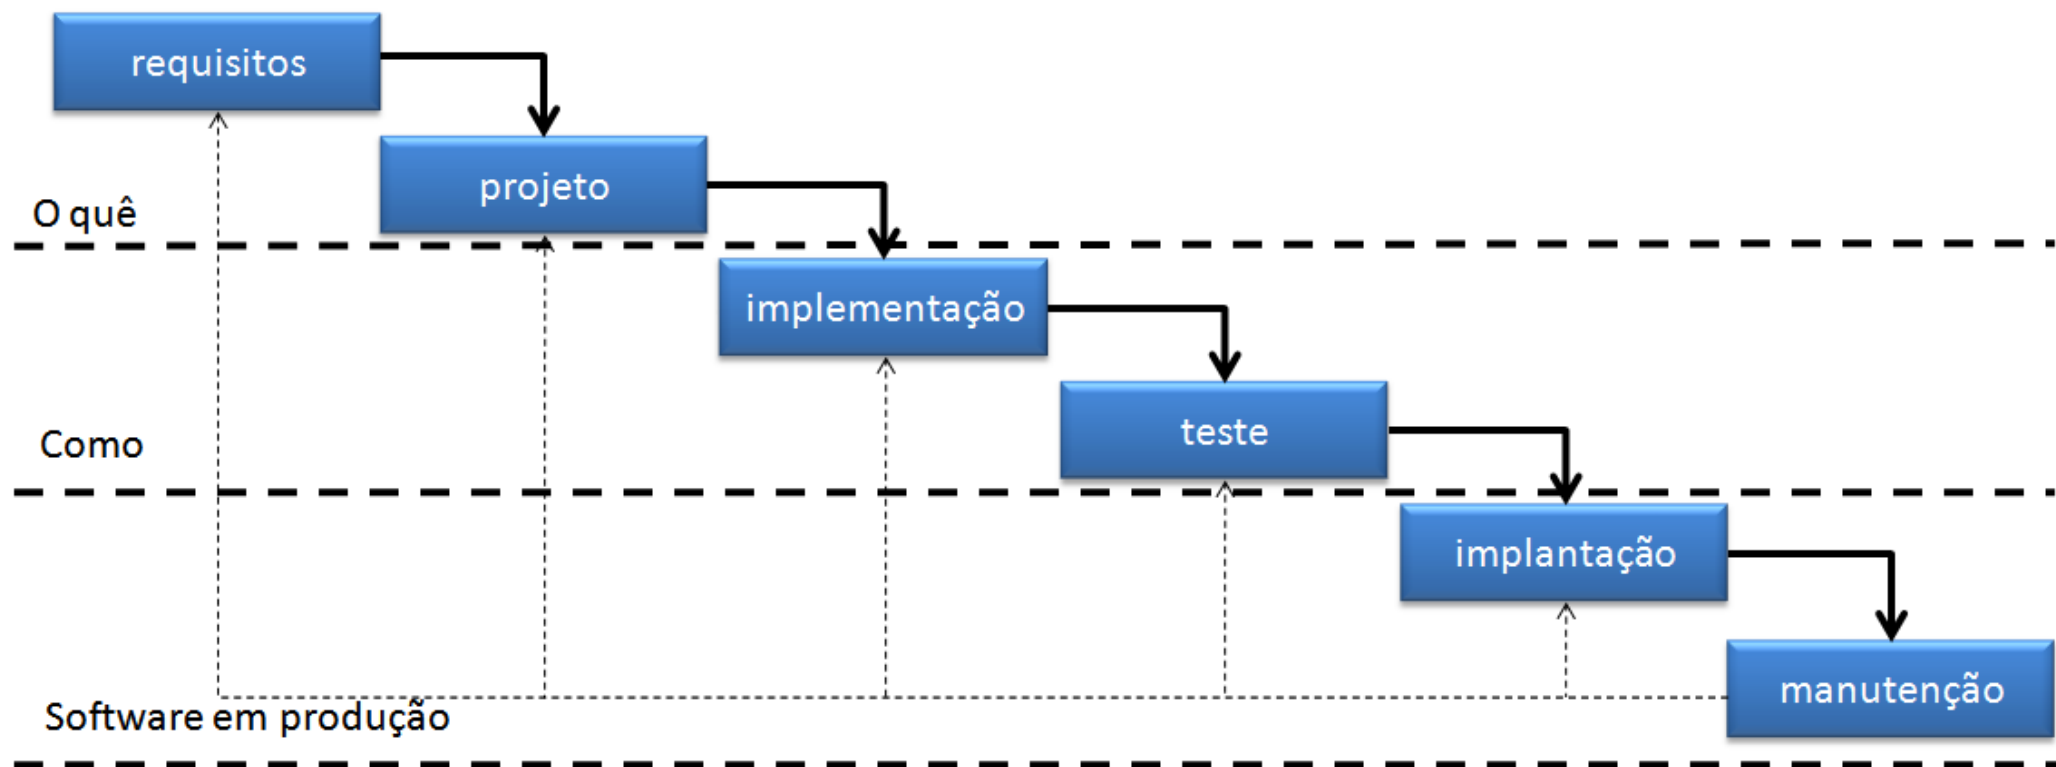 requisitos
projeto
O quê
implementação
teste
Como
implantação
manutenção
Software em produção